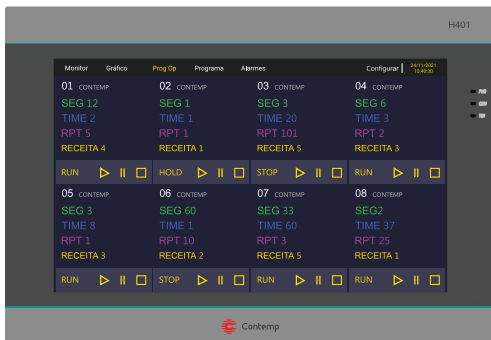 H401
Monitor Gráfico Prog Op Programa Alarmes Configurar 24/11/2021
10:40:30
01 CONTEMP 02 CONTEMP 03 CONTEMP 04 CONTEMP
SEG 12 SEG 1 SEG 3 SEG 6
TIME 2 TIME 1 TIME 20 TIME 3
RPT 5 RPT 1 RPT 101 RPT 2
RECEITA 4 RECEITA 1 RECEITA 5 RECEITA 3
RUN HOLD STOP RUN
05 CONTEMP 06 CONTEMP 07 CONTEMP 08 CONTEMP
SEG 3 SEG 60 SEG 33 SEG2
TIME 8 TIME 1 TIME 60 TIME 37
RPT 1 RPT 10 RPT 3 RPT 25
RECEITA 3 RECEITA 2 RECEITA 5 RECEITA 1
RUN STOP RUN RUN
Contemp